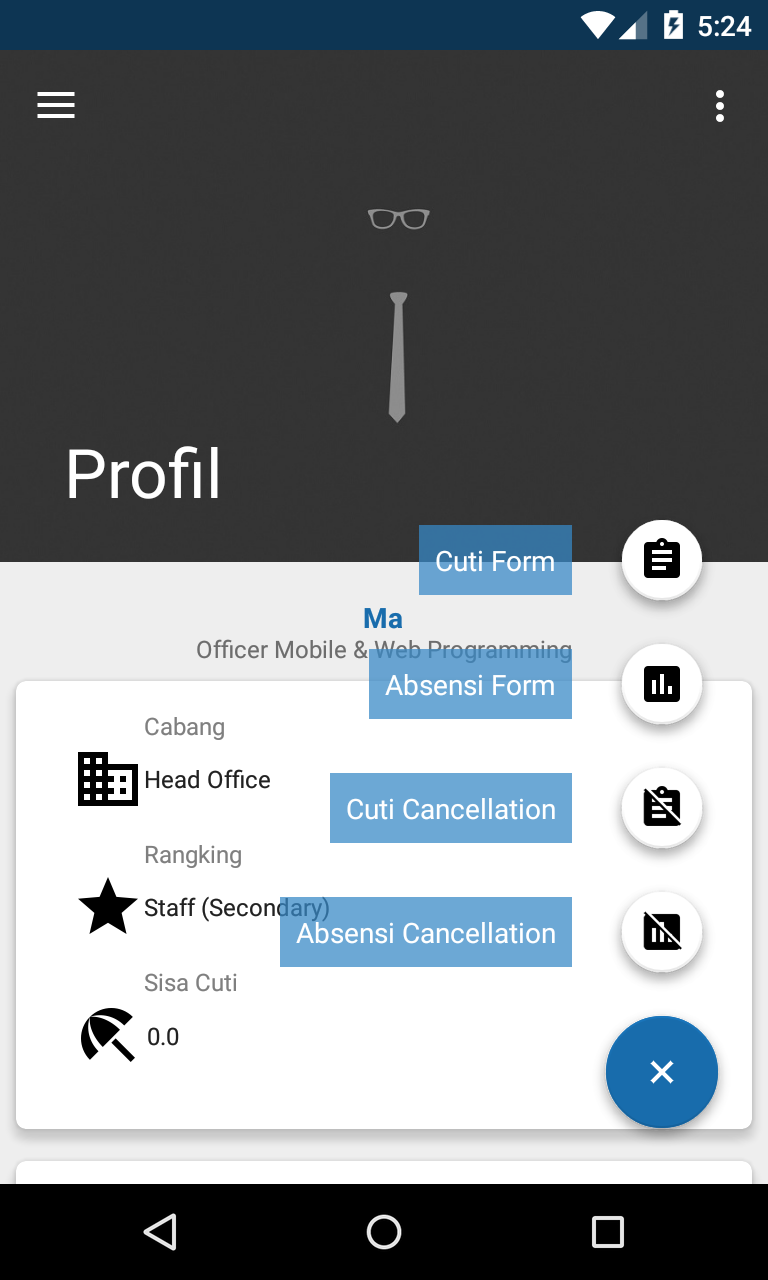 5:24
Profil
Cuti Form
Ma
Officer Mobile & Web Programming
Absensi Form
Cabang
Head Office
Cuti Cancellation
Rangking
Staff (Secondary)
Absensi Cancellation
Sisa Cuti
0.0